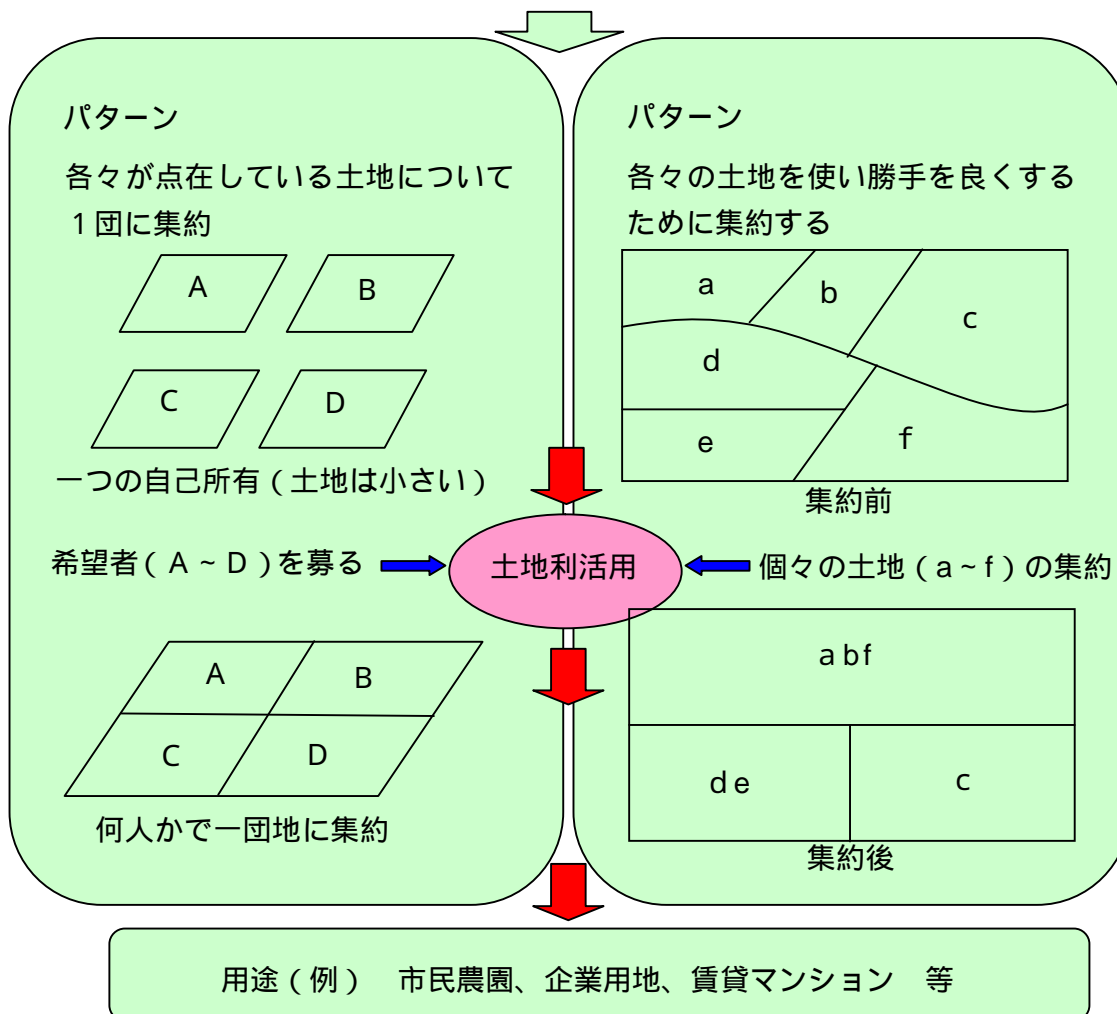 パターン
各々が点在している土地について
１団に集約
A
B
C
D
一つの自己所有（土地は小さい）
希望者（A～D）を募る
A
B
C
D
何人かで一団地に集約
パターン
各々の土地を使い勝手を良くする
ために集約する
a
b
c
d
e
f
集約前
土地利活用
個々の土地（a～f）の集約
abf
de
c
集約後
用途（例）　市民農園、企業用地、賃貸マンション　等